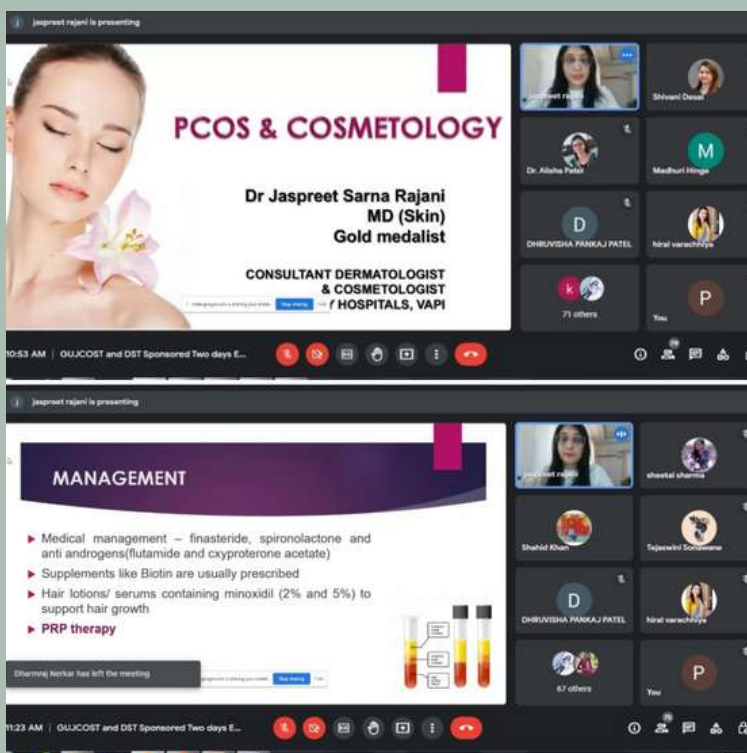 j jaspreet rajani is presenting
PCOS & COSMETOLOGY
Dr Jaspreet Sarna Rajani
MD (Skin)
Gold medalist
CONSULTANT DERMATOLOGIST
& COSMETOLOGIST
HOSPITALS, VAPI
Stop sharing
Hide
jaspreet rajani
Shivani Desai
Dr. Alisha Patel
M
Madhuri Hinge
D
DHRUVISHA PANKAJ PATEL
hiral varachhiya
k
71 others
P
You
10:53 AM | GUJCOST and DST Sponsored Two days E...
j jaspreet rajani is presenting
MANAGEMENT
Medical management – finasteride, spironolactone and
anti androgens(flutamide and cxyproterone acetate)
Supplements like Biotin are usually prescribed
Hair lotions/ serums containing minoxidil (2% and 5%) to
support hair growth
PRP therapy
Dharmraj Nerkar has left the meeting
Stop sharing
Hide
jaspreet rajani
sheetal sharma
Shahid Khan
Tejaswini Sonawane
D
DHRUVISHA PANKAJ PATEL
hiral varachhiya
67 others
P
You
11:23 AM | GUJCOST and DST Sponsored Two days E...